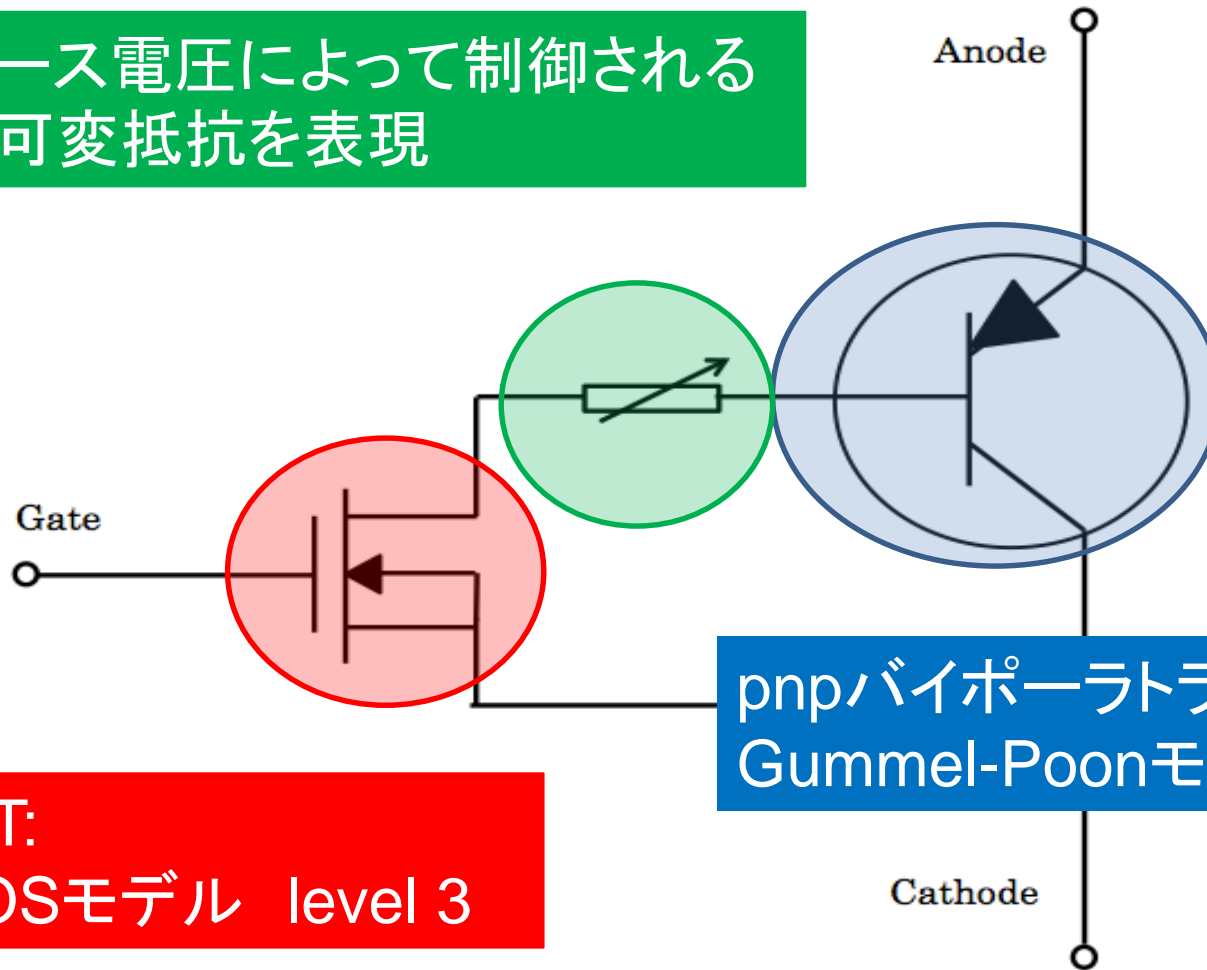 ース電圧によって制御される
可変抵抗を表現
Anode
Gate
pnpバイポーラトラ
Gummel-Poonモ
T:
OSモデル level 3
Cathode